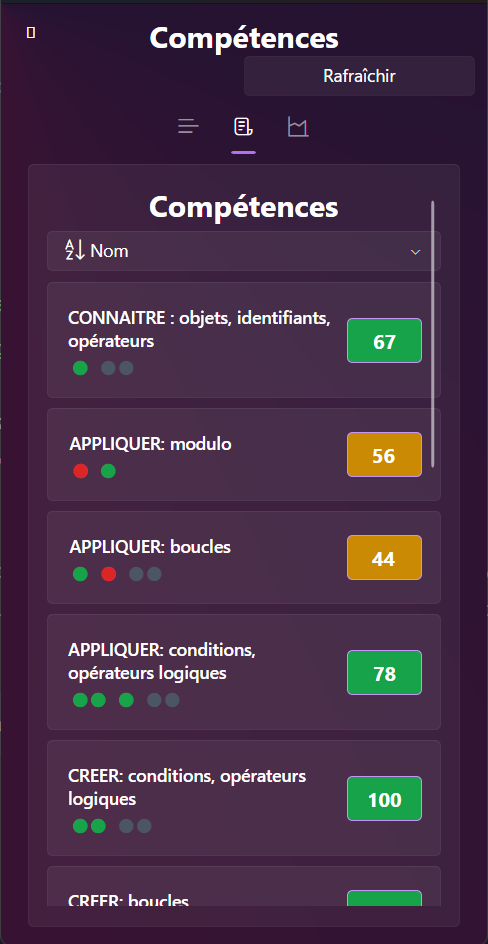 Compétences
Rafraîchir
Compétences
Nom
CONNAITRE : objets, identifiants,
opérateurs
67
APPLIQUER: modulo
56
APPLIQUER: boucles
44
APPLIQUER: conditions,
opérateurs logiques
78
CREER: conditions, opérateurs
logiques
100
CREER: boucles